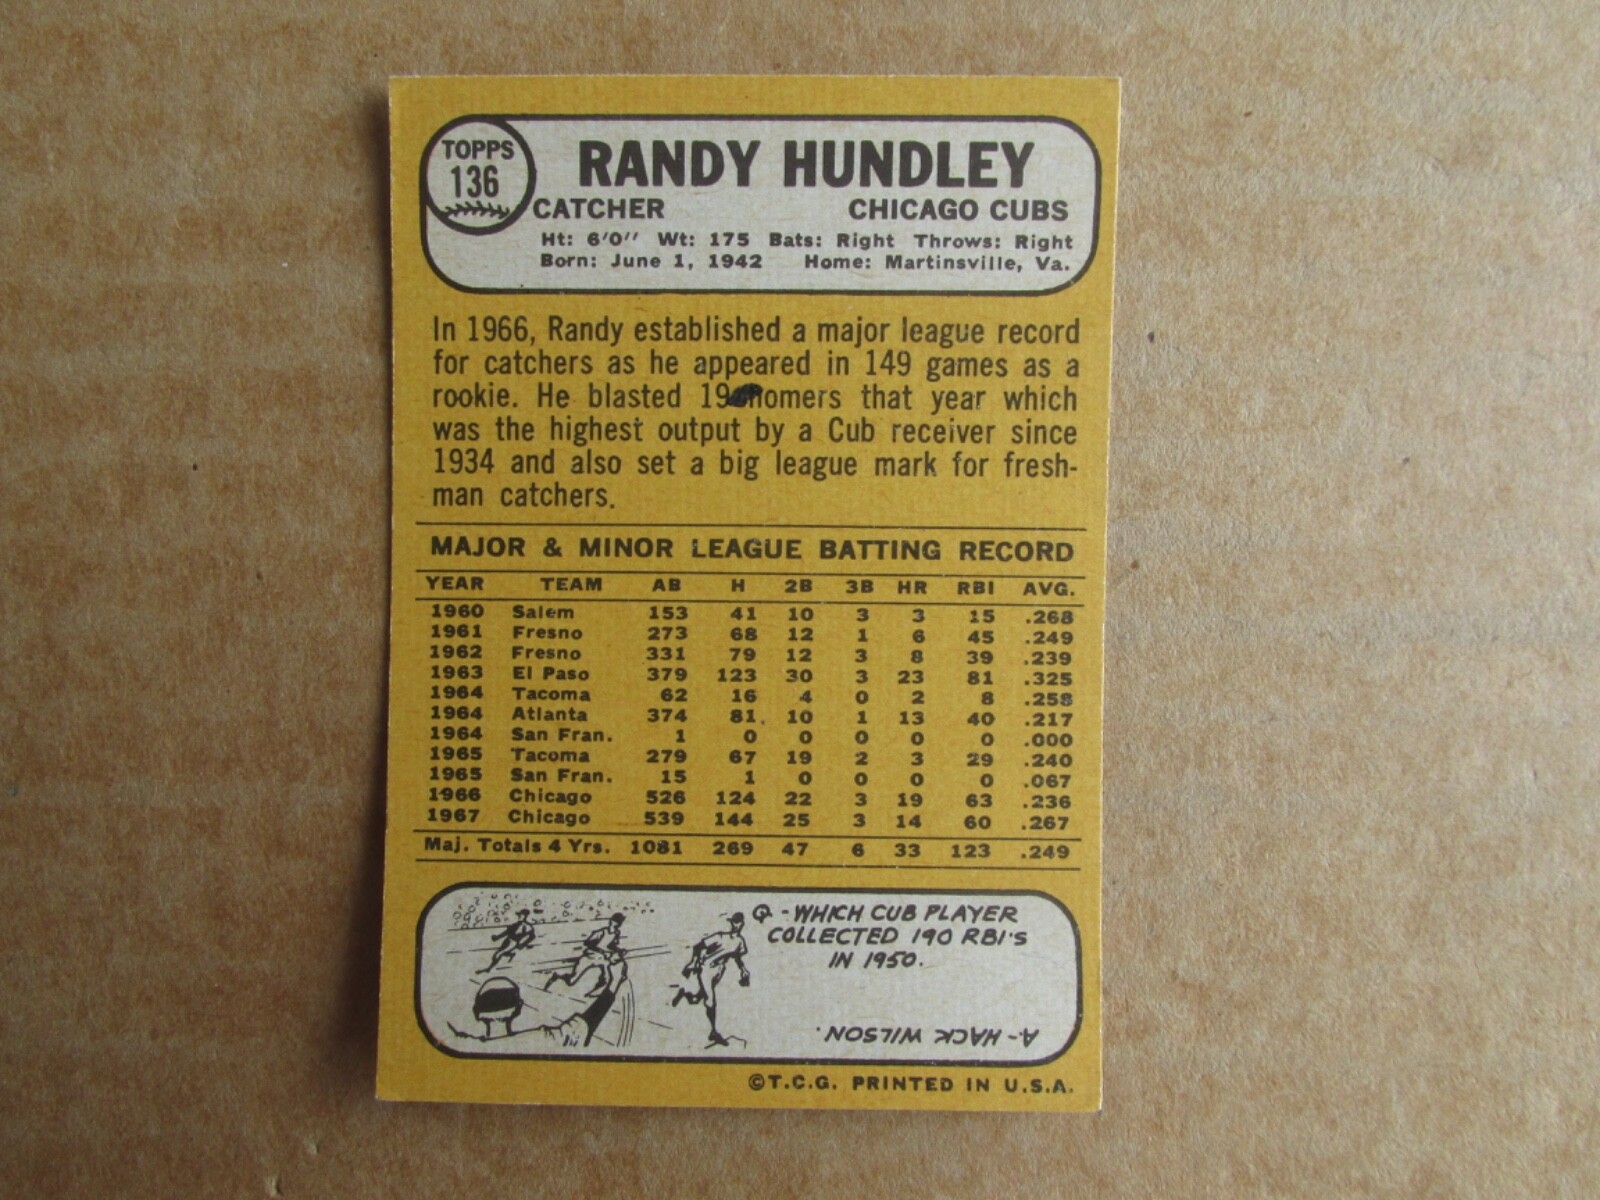 TOPPS
136
RANDY HUNDLEY
CATCHER CHICAGO CUBS
Ht: 6'0" Wt: 175 Bats: Right Throws: Right
Born: June 1, 1942 Home: Martinsville, Va.
In 1966, Randy established a major league record
for catchers as he appeared in 149 games as a
rookie. He blasted 19 homers that year which
was the highest output by a Cub receiver since
1934 and also set a big league mark for fresh-
man catchers.
MAJOR & MINOR LEAGUE BATTING RECORD
YEAR TEAM AB H 2B 3B HR RBI AVG.
1960 Salem 153 41 10 3 3 15 .268
1961 Fresno 273 68 12 1 6 45 .249
1962 Fresno 331 79 12 3 8 39 .239
1963 El Paso 379 123 30 3 23 81 .325
1964 Tacoma 62 16 4 0 2 8 .258
1964 Atlanta 374 81 10 1 13 40 .217
1964 San Fran. 1 0 0 0 0 0 .000
1965 Tacoma 279 67 19 2 3 29 .240
1965 San Fran. 15 1 0 0 0 0 .067
1966 Chicago 526 124 22 3 19 63 .236
1967 Chicago 539 144 25 3 14 60 .267
Maj. Totals 4 Yrs. 1081 269 47 6 33 123 .249
Q - WHICH CUB PLAYER
COLLECTED 190 RBI'S
IN 1950.
A - HACK WILSON.
©T.C.G. PRINTED IN U.S.A.